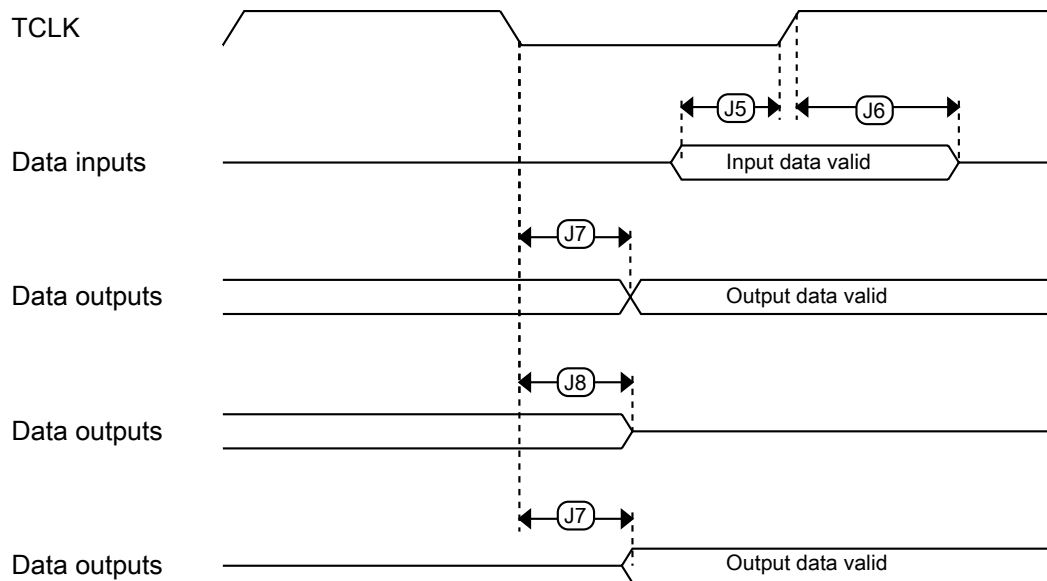 TCLK
J5
J6
Data inputs
Input data valid
J7
Data outputs
Output data valid
J8
Data outputs
J7
Data outputs
Output data valid